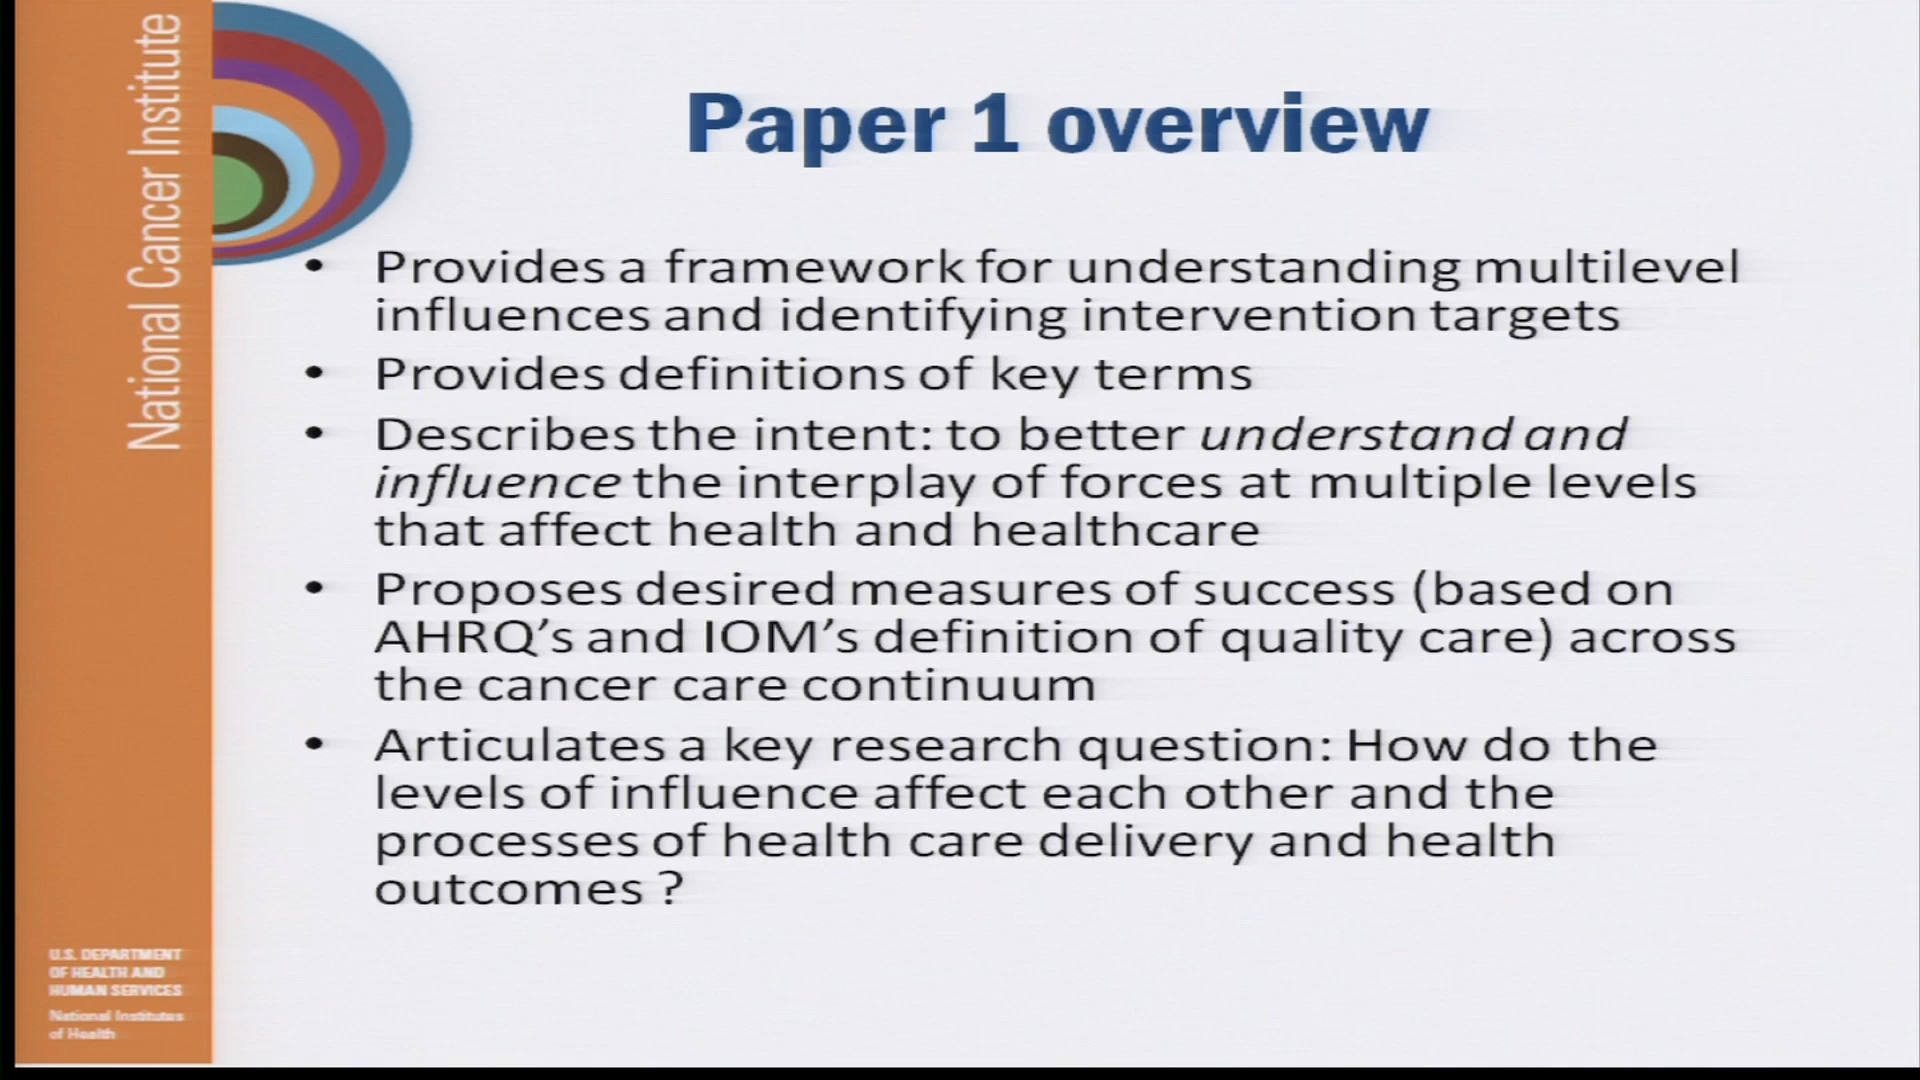 National Cancer Institute
Paper 1 overview
• Provides a framework for understanding multilevel
influences and identifying intervention targets
• Provides definitions of key terms
• Describes the intent: to better understand and
influence the interplay of forces at multiple levels
that affect health and healthcare
• Proposes desired measures of success (based on
AHRQ’s and IOM’s definition of quality care) across
the cancer care continuum
• Articulates a key research question: How do the
levels of influence affect each other and the
processes of health care delivery and health
outcomes ?
U.S. DEPARTMENT
OF HEALTH AND
HUMAN SERVICES
National Institutes
of Health